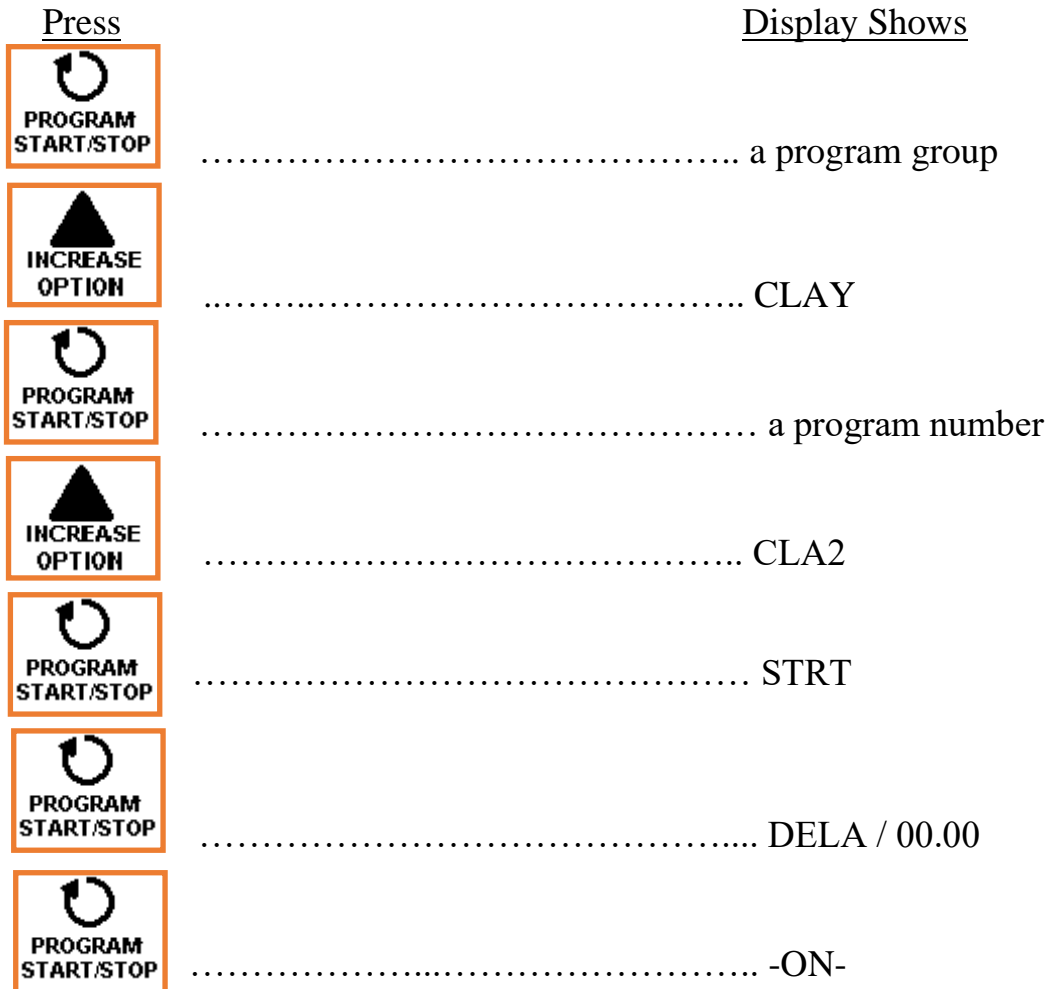 Press Display Shows
PROGRAM
START/STOP
…………………………………….. a program group
INCREASE
OPTION
..……..…………………………….. CLAY
PROGRAM
START/STOP
……………………………………… a program number
INCREASE
OPTION
…………………………………….. CLA2
PROGRAM
START/STOP
……………………………………… STRT
PROGRAM
START/STOP
…………………………………….... DELA / 00.00
PROGRAM
START/STOP
………………...…………………….. -ON-